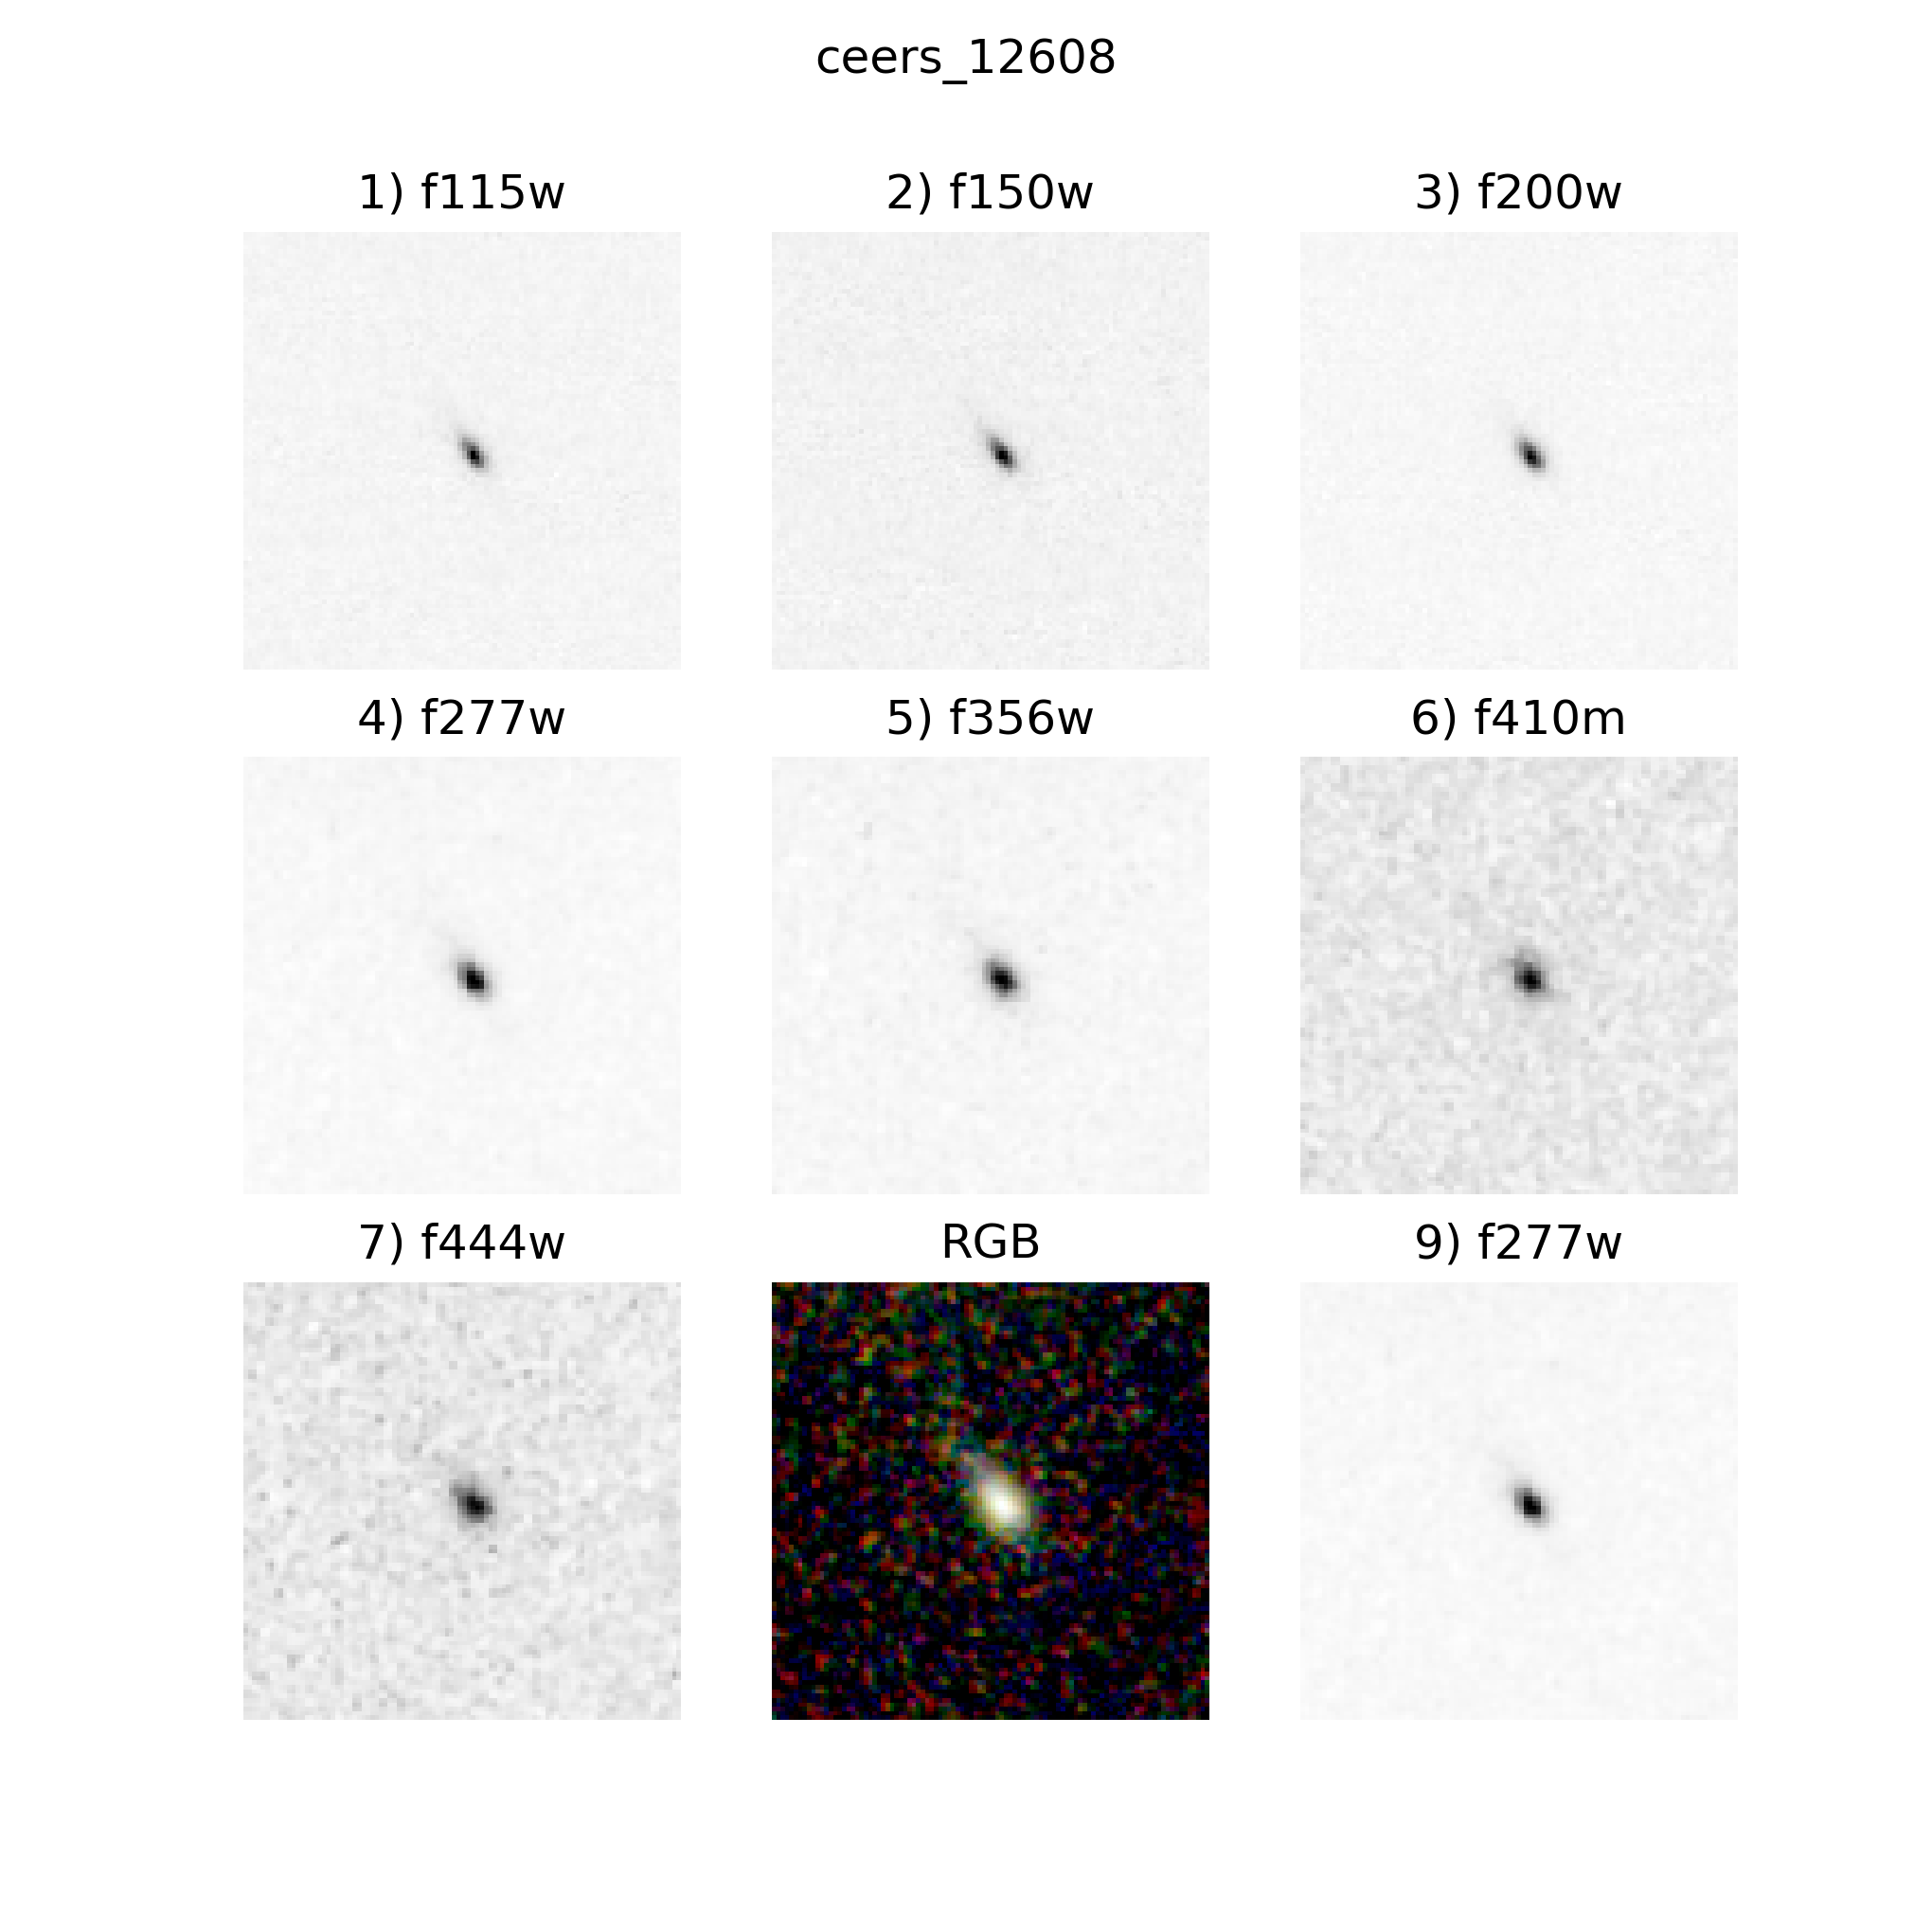 ceers_12608
1) f115w
2) f150w
3) f200w
4) f277w
5) f356w
6) f410m
7) f444w
RGB
9) f277w